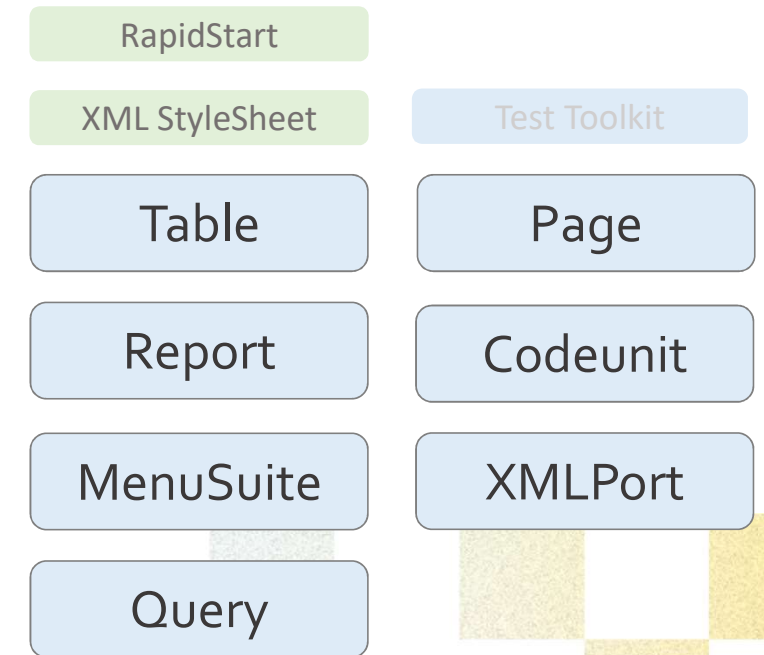 RapidStart
XML StyleSheet
Test Toolkit
Table
Page
Report
Codeunit
MenuSuite
XMLPort
Query